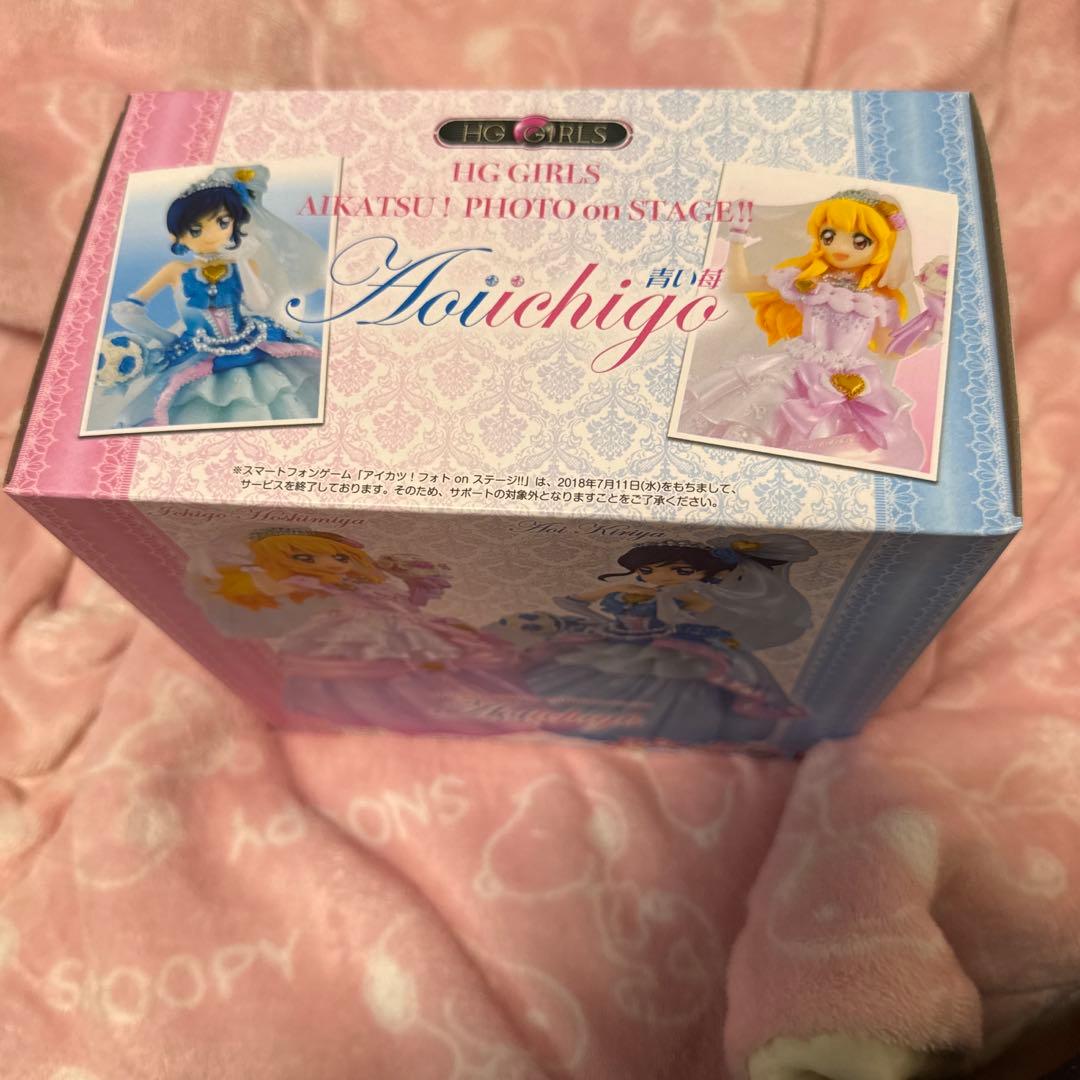 HG GIRLS
HG GIRLS
AIKATSU! PHOTO on STAGE!!
青い苺
Aoiichigo
※スマートフォンゲーム「アイカツ！フォト on ステージ!!」は、2018年7月11日(水)をもちまして、
サービスを終了しております。そのため、サポートの対象外となりますことをご了承ください。
Ichigo Hoshimiya
Aoi Kiriya
SNOOPY